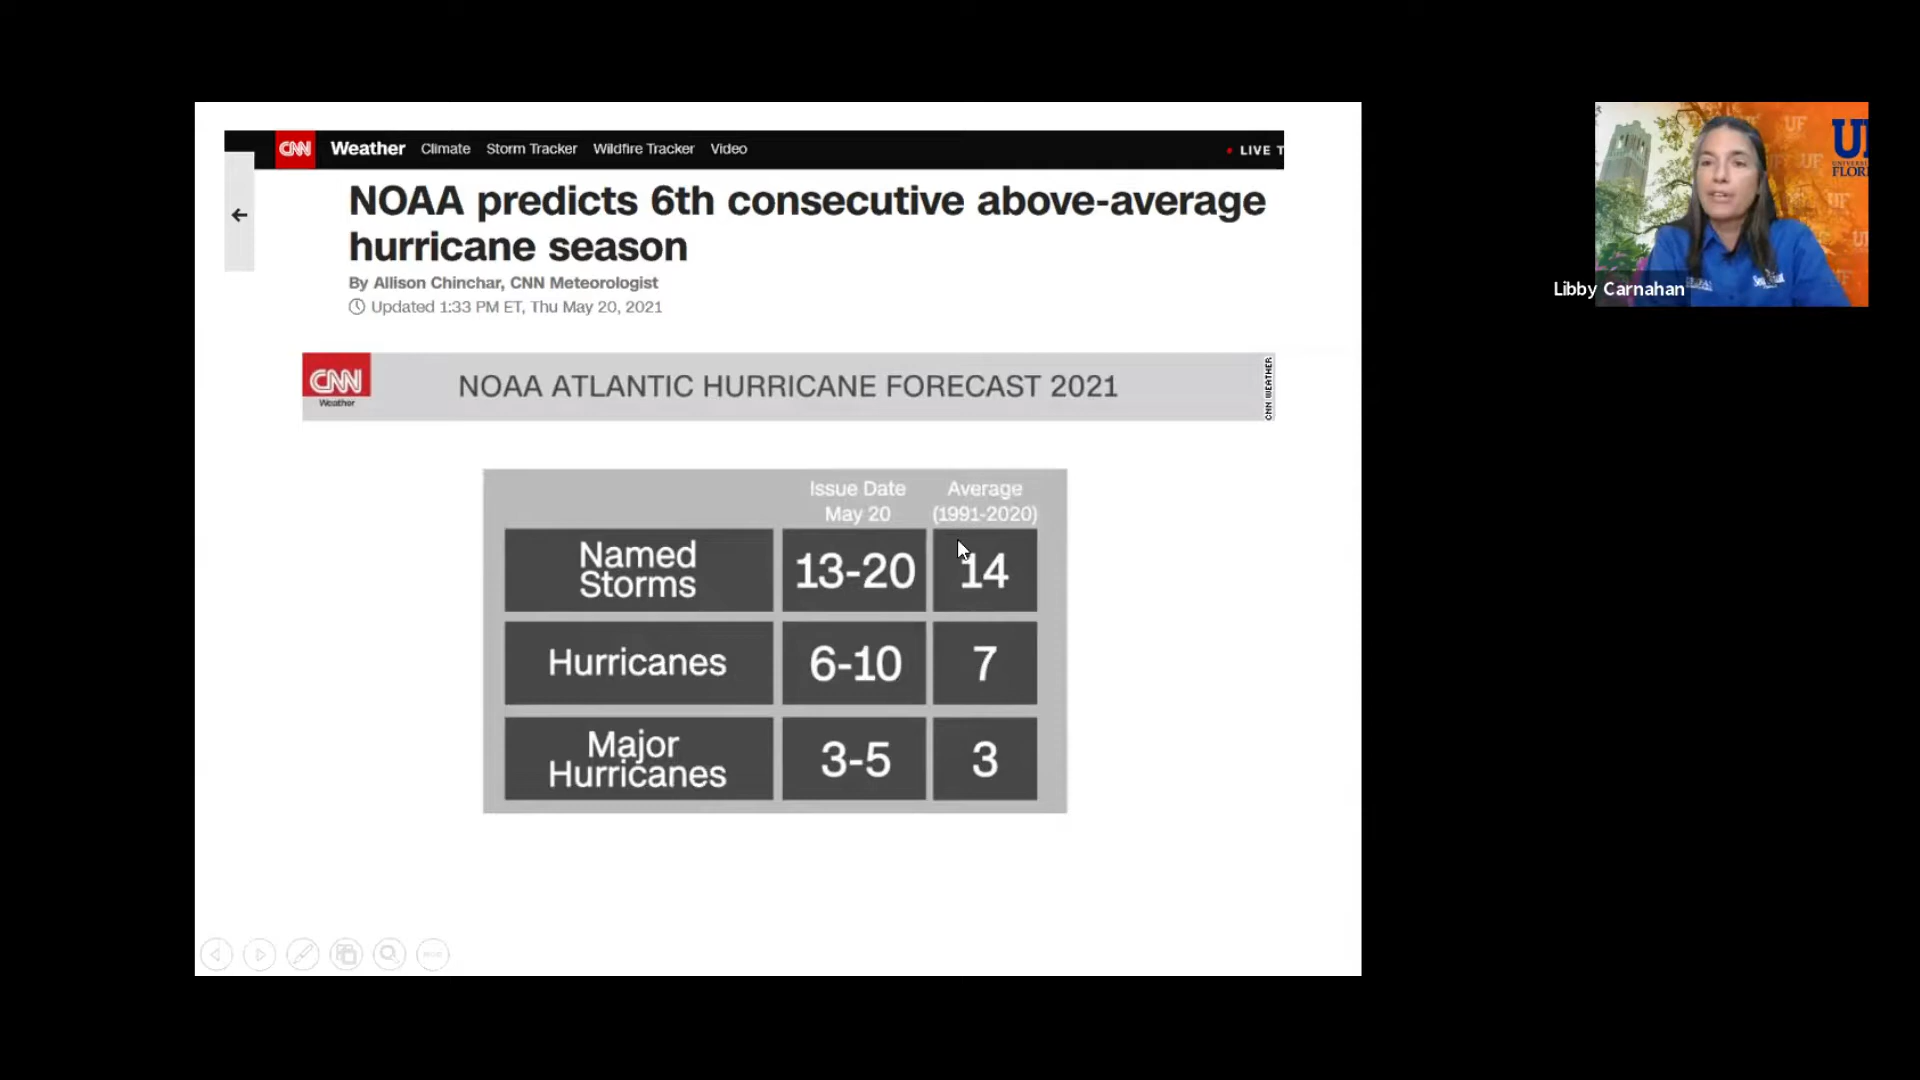 CNN Weather Climate Storm Tracker Wildfire Tracker Video LIVE T
NOAA predicts 6th consecutive above-average
hurricane season
By Allison Chinchar, CNN Meteorologist
Updated 1:33 PM ET, Thu May 20, 2021
CNN
Weather
NOAA ATLANTIC HURRICANE FORECAST 2021
CNN WEATHER
Issue Date
May 20
Average
(1991-2020)
Named
Storms
13-20
14
Hurricanes
6-10
7
Major
Hurricanes
3-5
3
UF
UF
UF
Libby Carnahan